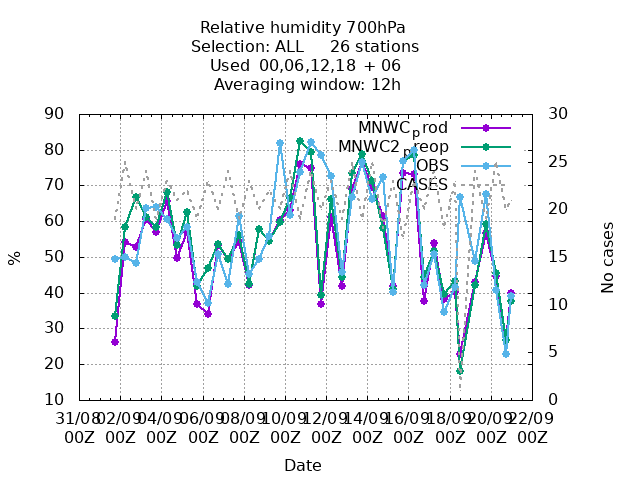 Relative humidity 700hPa
Selection: ALL 26 stations
Used 00,06,12,18 + 06
Averaging window: 12h
90
80
70
60
50
40
30
20
10
30
25
20
15
10
5
0
%
No cases
MNWCprod
MNWC2preop
OBS
CASES
31/08 02/09 04/09 06/09 08/09 10/09 12/09 14/09 16/09 18/09 20/09 22/09
00Z 00Z 00Z 00Z 00Z 00Z 00Z 00Z 00Z 00Z 00Z 00Z
Date